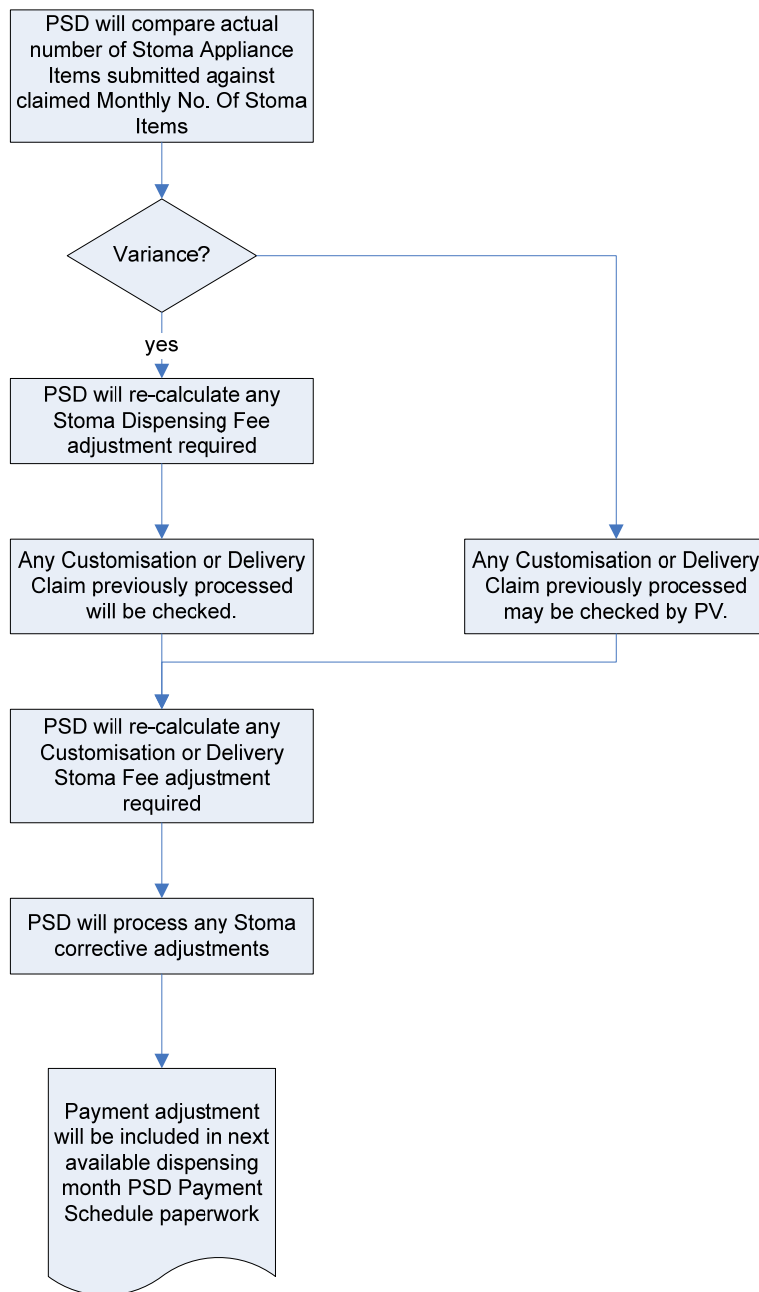 PSD will compare actual
number of Stoma Appliance
Items submitted against
claimed Monthly No. Of Stoma
Items
Variance?
yes
PSD will re-calculate any
Stoma Dispensing Fee
adjustment required
Any Customisation or Delivery
Claim previously processed
will be checked.
Any Customisation or Delivery
Claim previously processed
may be checked by PV.
PSD will re-calculate any
Customisation or Delivery
Stoma Fee adjustment
required
PSD will process any Stoma
corrective adjustments
Payment adjustment
will be included in next
available dispensing
month PSD Payment
Schedule paperwork